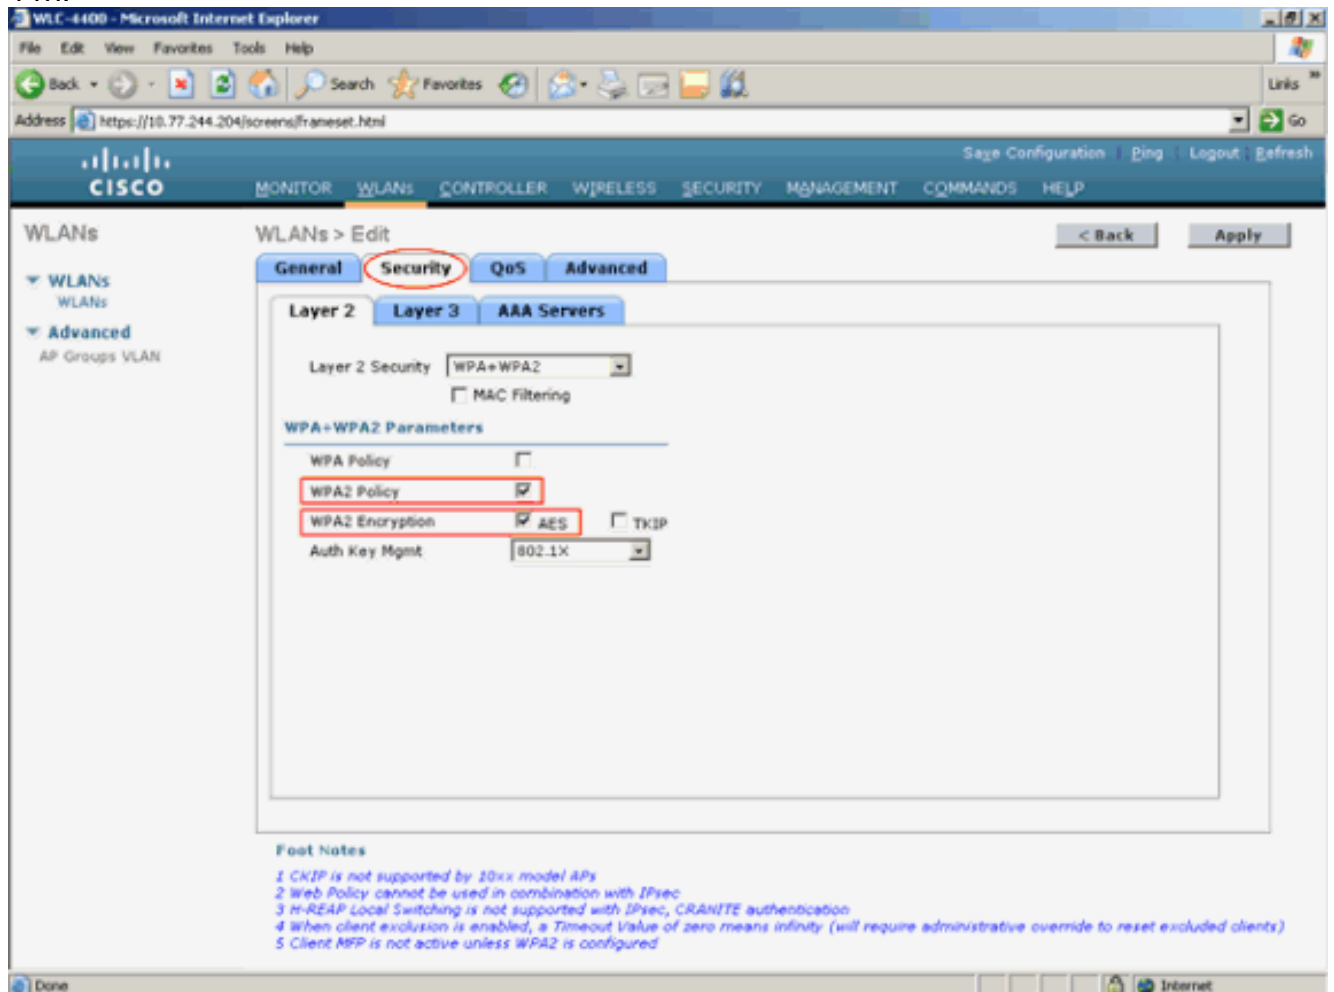 WLC-4400 - Microsoft Internet Explorer
File Edit View Favorites Tools Help
Back Search Favorites Links »
Address https://10.77.244.204/screens/frameset.html Go
Save Configuration | Ping | Logout | Refresh
CISCO MONITOR WLANs CONTROLLER WIRELESS SECURITY MANAGEMENT COMMANDS HELP
WLANs
WLANs > Edit
< Back Apply
General Security QoS Advanced
WLANs
WLANs
Advanced
AP Groups VLAN
Layer 2 Layer 3 AAA Servers
Layer 2 Security WPA+WPA2
MAC Filtering
WPA+WPA2 Parameters
WPA Policy
WPA2 Policy
WPA2 Encryption AES TKIP
Auth Key Mgmt 802.1X
Foot Notes
1 CKIP is not supported by 10xx model APs
2 Web Policy cannot be used in combination with IPsec
3 H-REAP Local Switching is not supported with IPsec, CRANITE authentication
4 When client exclusion is enabled, a Timeout Value of zero means infinity (will require administrative override to reset excluded clients)
5 Client MFP is not active unless WPA2 is configured
Done Internet